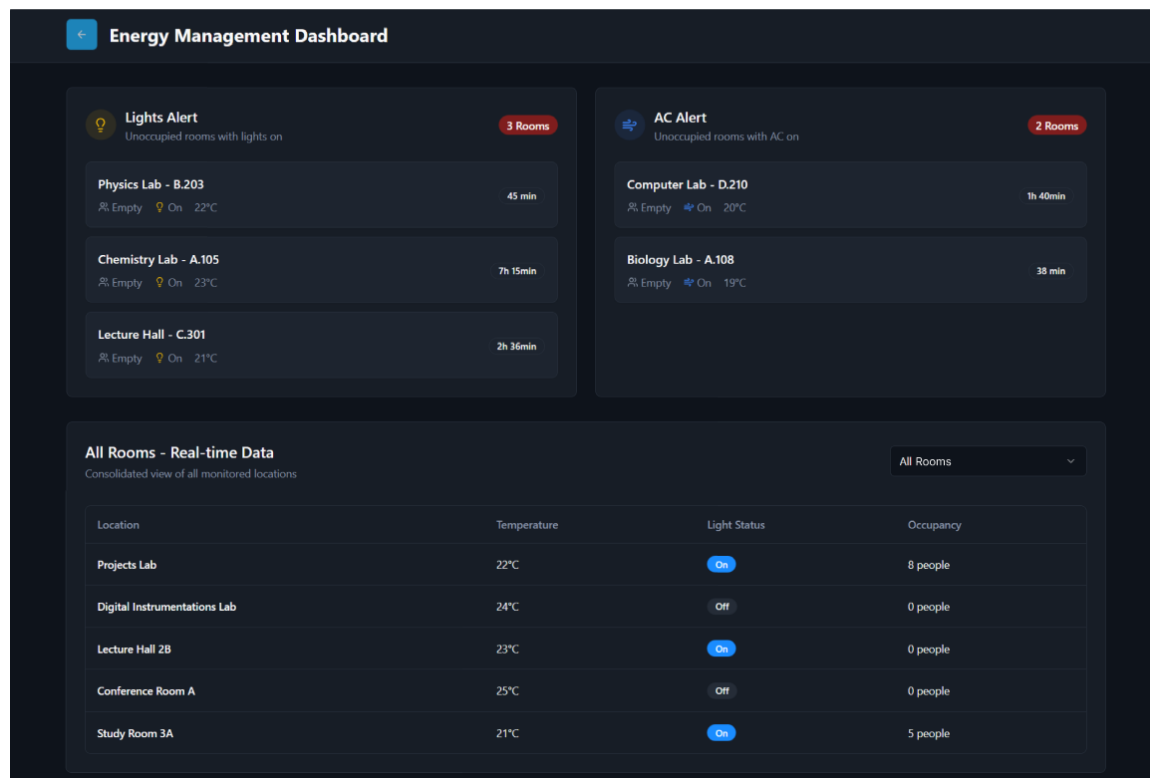 Energy Management Dashboard
Lights Alert
Unoccupied rooms with lights on
3 Rooms
Physics Lab - B.203
Empty On 22°C
45 min
Chemistry Lab - A.105
Empty On 23°C
7h 15min
Lecture Hall - C.301
Empty On 21°C
2h 36min
AC Alert
Unoccupied rooms with AC on
2 Rooms
Computer Lab - D.210
Empty On 20°C
1h 40min
Biology Lab - A.108
Empty On 19°C
38 min
All Rooms - Real-time Data
Consolidated view of all monitored locations
All Rooms
Location Temperature Light Status Occupancy
Projects Lab 22°C On 8 people
Digital Instrumentations Lab 24°C Off 0 people
Lecture Hall 2B 23°C On 0 people
Conference Room A 25°C Off 0 people
Study Room 3A 21°C On 5 people